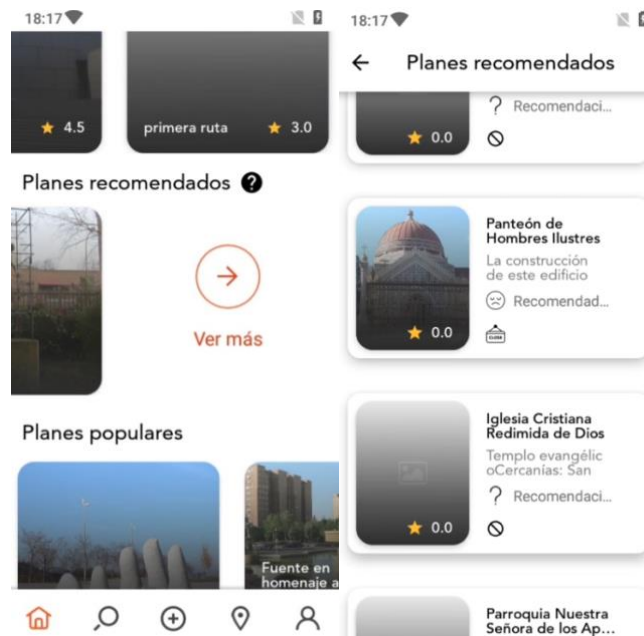 18:17
4.5
primera ruta
3.0
Planes recomendados ?
Ver más
Planes populares
Fuente en
homenaje a
18:17
Planes recomendados
? Recomendaci...
0.0
Panteón de
Hombres Ilustres
La construcción
de este edificio
Recomendad...
0.0
Iglesia Cristiana
Redimida de Dios
Templo evangélic
oCercanías: San
? Recomendaci...
0.0
Parroquia Nuestra
Señora de los Ap...